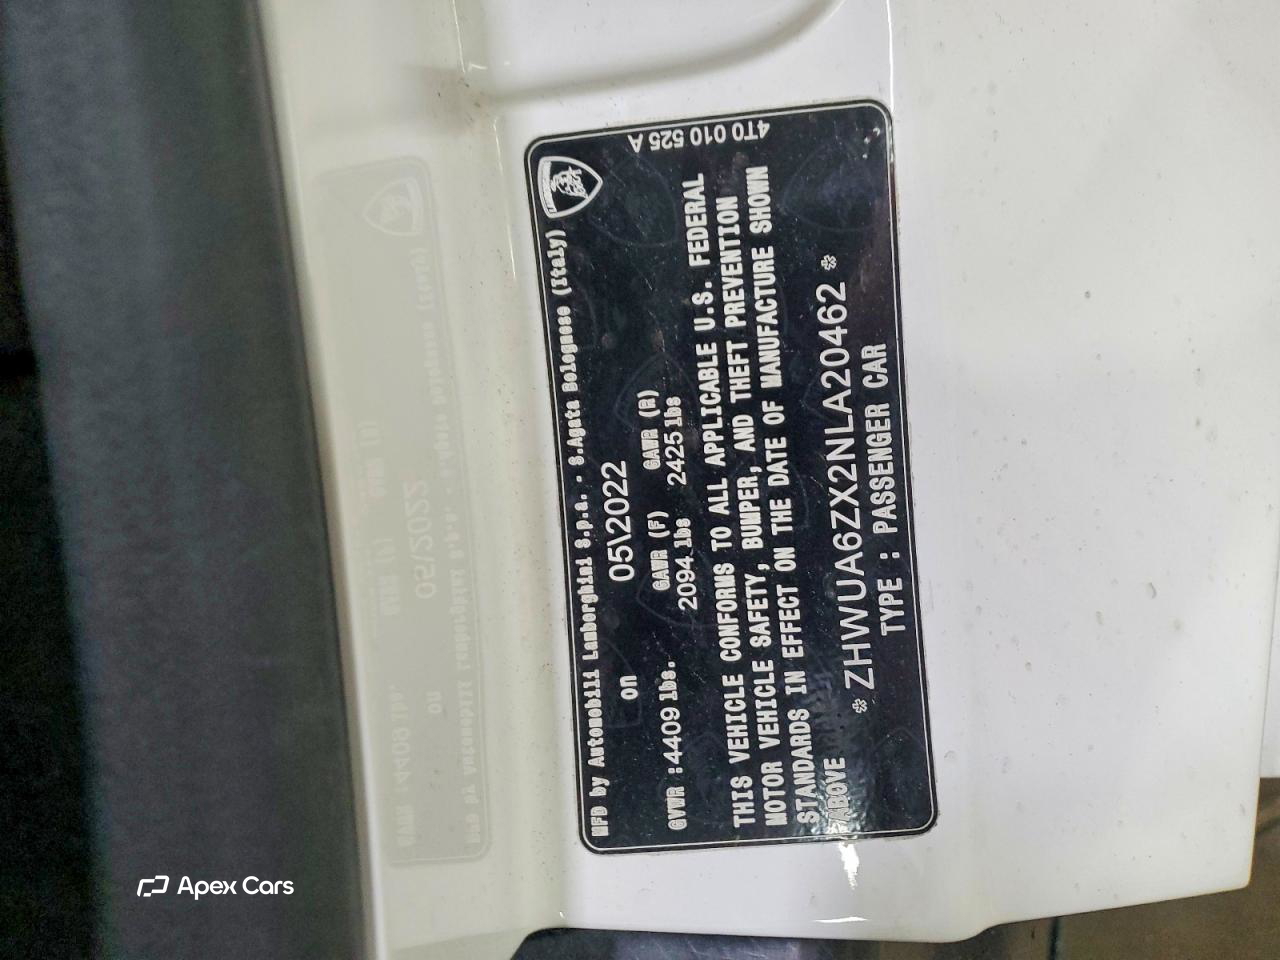 4T0 010 525 A
MFD by Automobili Lamborghini S.p.a. - S.Agata Bolognese (Italy)
on 05\2022
GAWR (F) GAWR (R)
GVWR :4409 lbs. 2094 lbs 2425 lbs
THIS VEHICLE CONFORMS TO ALL APPLICABLE U.S. FEDERAL
MOTOR VEHICLE SAFETY, BUMPER, AND THEFT PREVENTION
STANDARDS IN EFFECT ON THE DATE OF MANUFACTURE SHOWN
ABOVE
* ZHWUA6ZX2NLA20462 *
TYPE : PASSENGER CAR
Apex Cars